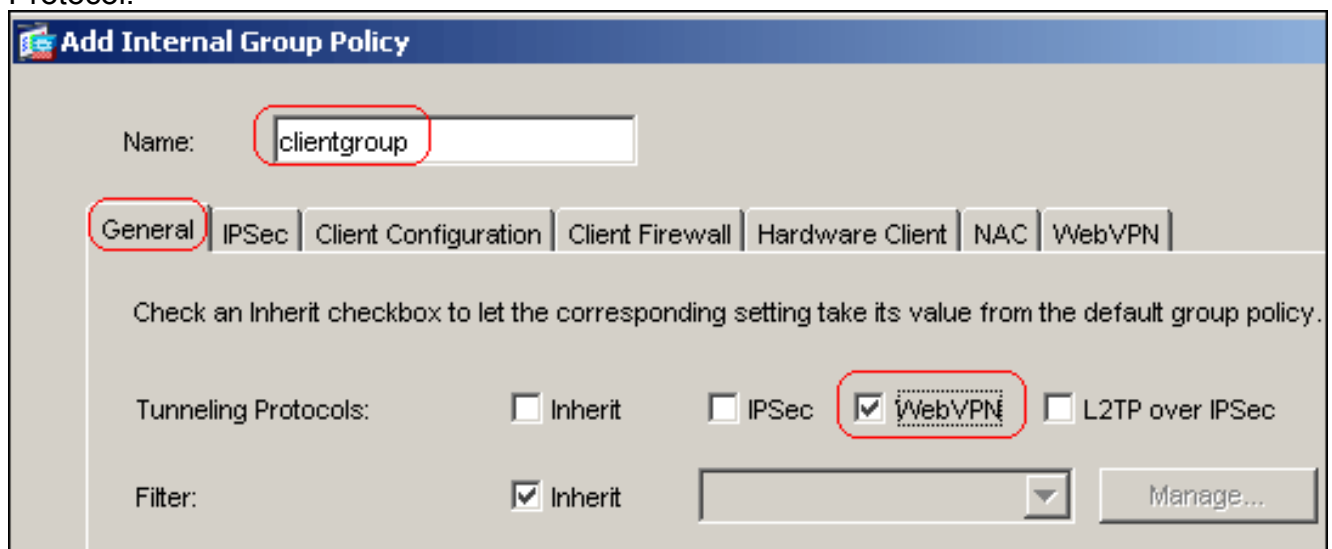 Protocol.
Add Internal Group Policy
Name: clientgroup
General IPSec Client Configuration Client Firewall Hardware Client NAC WebVPN
Check an Inherit checkbox to let the corresponding setting take its value from the default group policy.
Tunneling Protocols: Inherit IPSec WebVPN L2TP over IPSec
Filter: Inherit Manage...